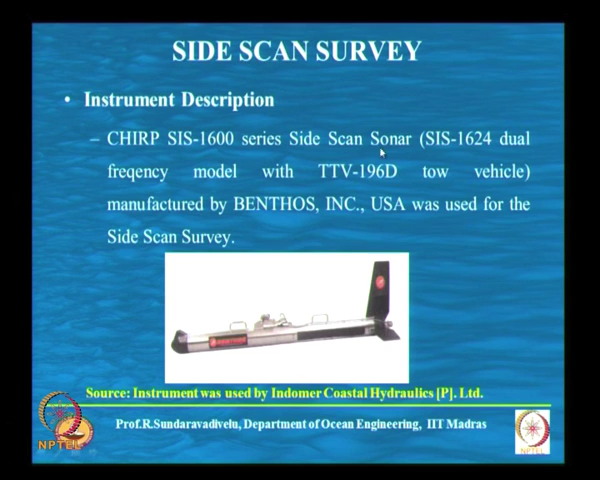 SIDE SCAN SURVEY
• Instrument Description
– CHIRP SIS-1600 series Side Scan Sonar (SIS-1624 dual
freqency model with TTV-196D tow vehicle)
manufactured by BENTHOS, INC., USA was used for the
Side Scan Survey.
Source: Instrument was used by Indomer Coastal Hydraulics [P]. Ltd.
Prof.R.Sundaravadivelu, Department of Ocean Engineering, IIT Madras
NPTEL
NPTEL